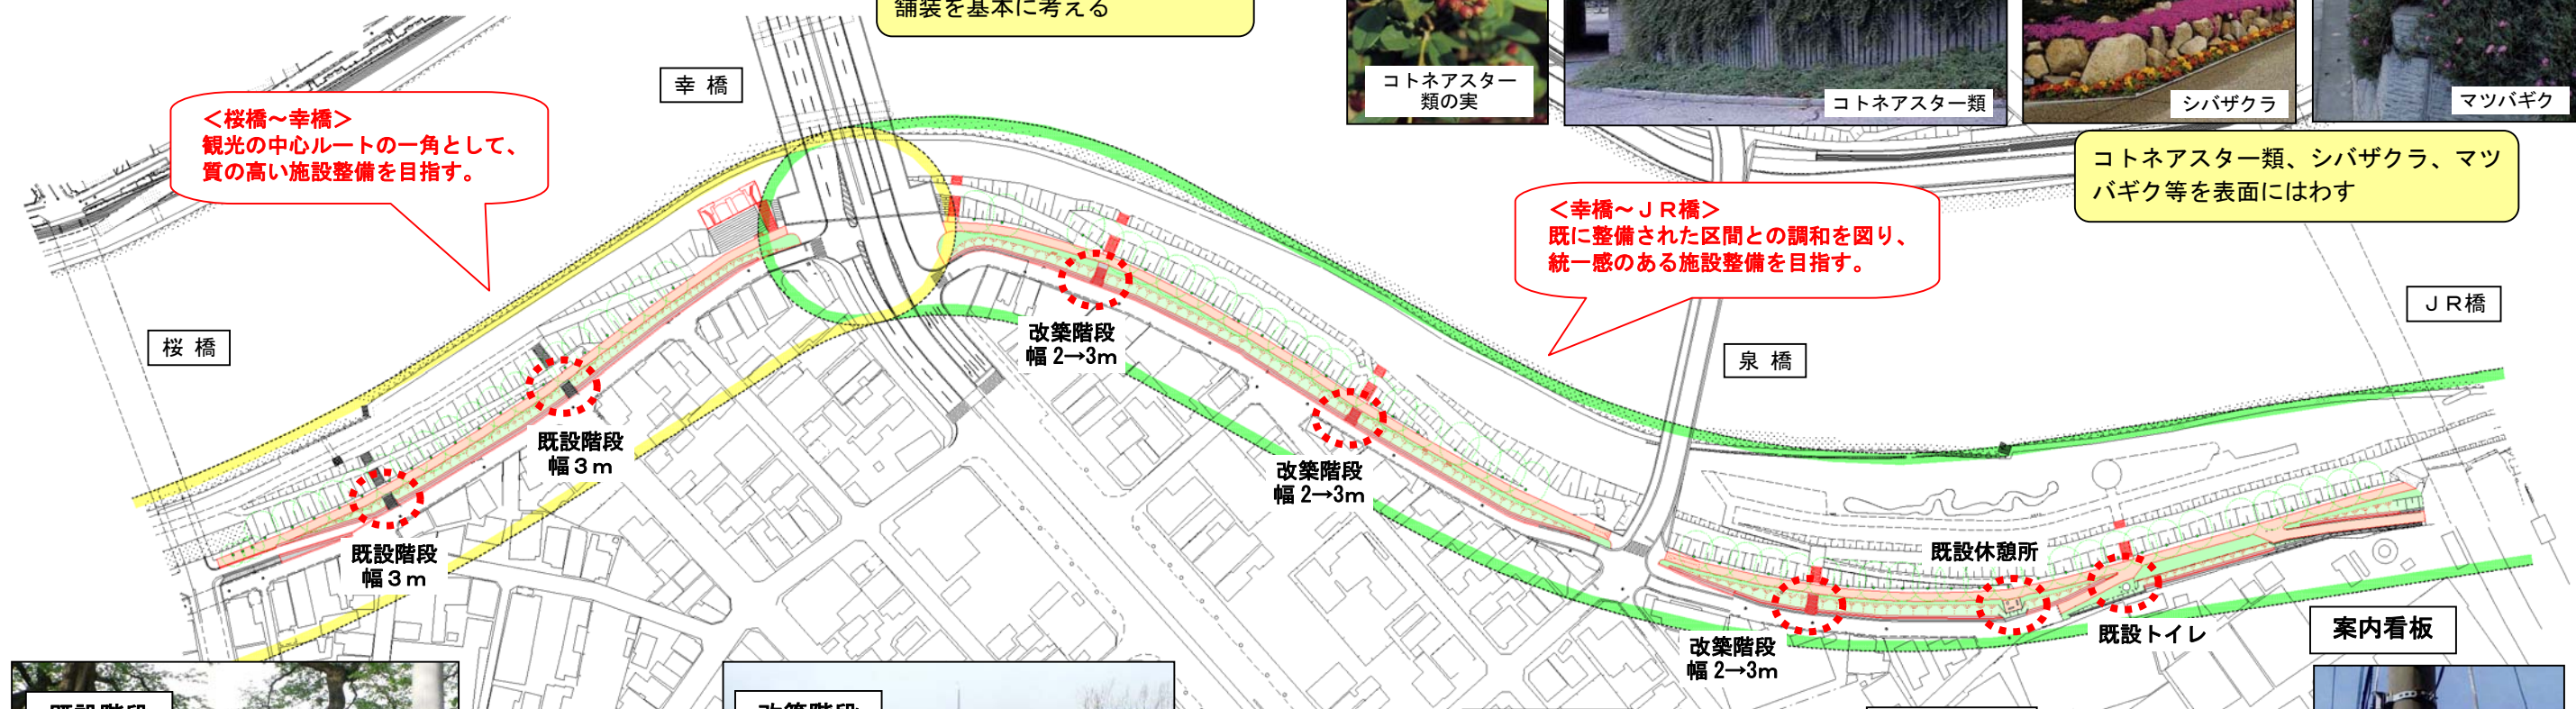 舗装を基本に考える
コトネアスター
類の実
コトネアスター類
シバザクラ
マツバギク
コトネアスター類、シバザクラ、マツ
バギク等を表面にはわす
幸 橋
＜桜橋～幸橋＞
観光の中心ルートの一角として、
質の高い施設整備を目指す。
＜幸橋～ＪＲ橋＞
既に整備された区間との調和を図り、
統一感のある施設整備を目指す。
ＪＲ橋
桜 橋
泉 橋
改築階段
幅 2→3m
既設階段
幅３ｍ
改築階段
幅 2→3m
既設階段
幅３ｍ
既設休憩所
改築階段
幅 2→3m
既設トイレ
案内看板
既設階段
改築階段